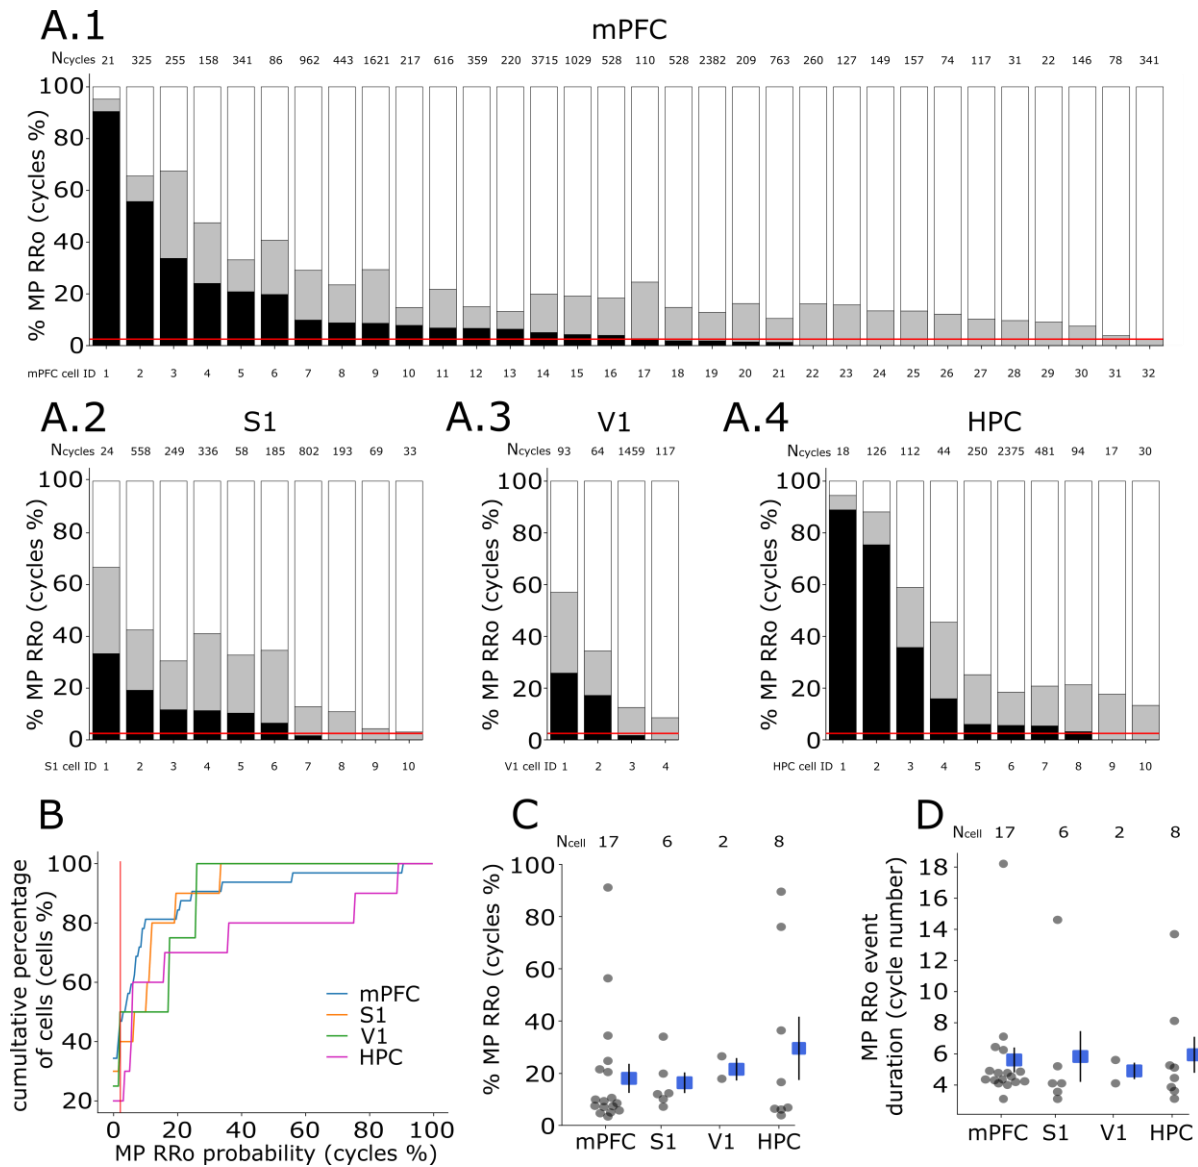 A.1 mPFC
Ncycles 21 325 255 158 341 86 962 443 1621 217 616 359 220 3715 1029 528 110 528 2382 209 763 260 127 149 157 74 117 31 22 146 78 341
% MP RRo (cycles %)
100
80
60
40
20
0
mPFC cell ID 1 2 3 4 5 6 7 8 9 10 11 12 13 14 15 16 17 18 19 20 21 22 23 24 25 26 27 28 29 30 31 32
A.2 S1
Ncycles 24 558 249 336 58 185 802 193 69 33
% MP RRo (cycles %)
100
80
60
40
20
0
S1 cell ID 1 2 3 4 5 6 7 8 9 10
A.3 V1
Ncycles 93 64 1459 117
% MP RRo (cycles %)
100
80
60
40
20
0
V1 cell ID 1 2 3 4
A.4 HPC
Ncycles 18 126 112 44 250 2375 481 94 17 30
% MP RRo (cycles %)
100
80
60
40
20
0
HPC cell ID 1 2 3 4 5 6 7 8 9 10
B
cumultative percentage
of cells (cells %)
100
80
60
40
20
mPFC
S1
V1
HPC
0 20 40 60 80 100
MP RRo probability (cycles %)
C
Ncell 17 6 2 8
% MP RRo (cycles %)
100
80
60
40
20
0
mPFC S1 V1 HPC
D
Ncell 17 6 2 8
MP RRo event
duration (cycle number)
18
16
14
12
10
8
6
4
mPFC S1 V1 HPC